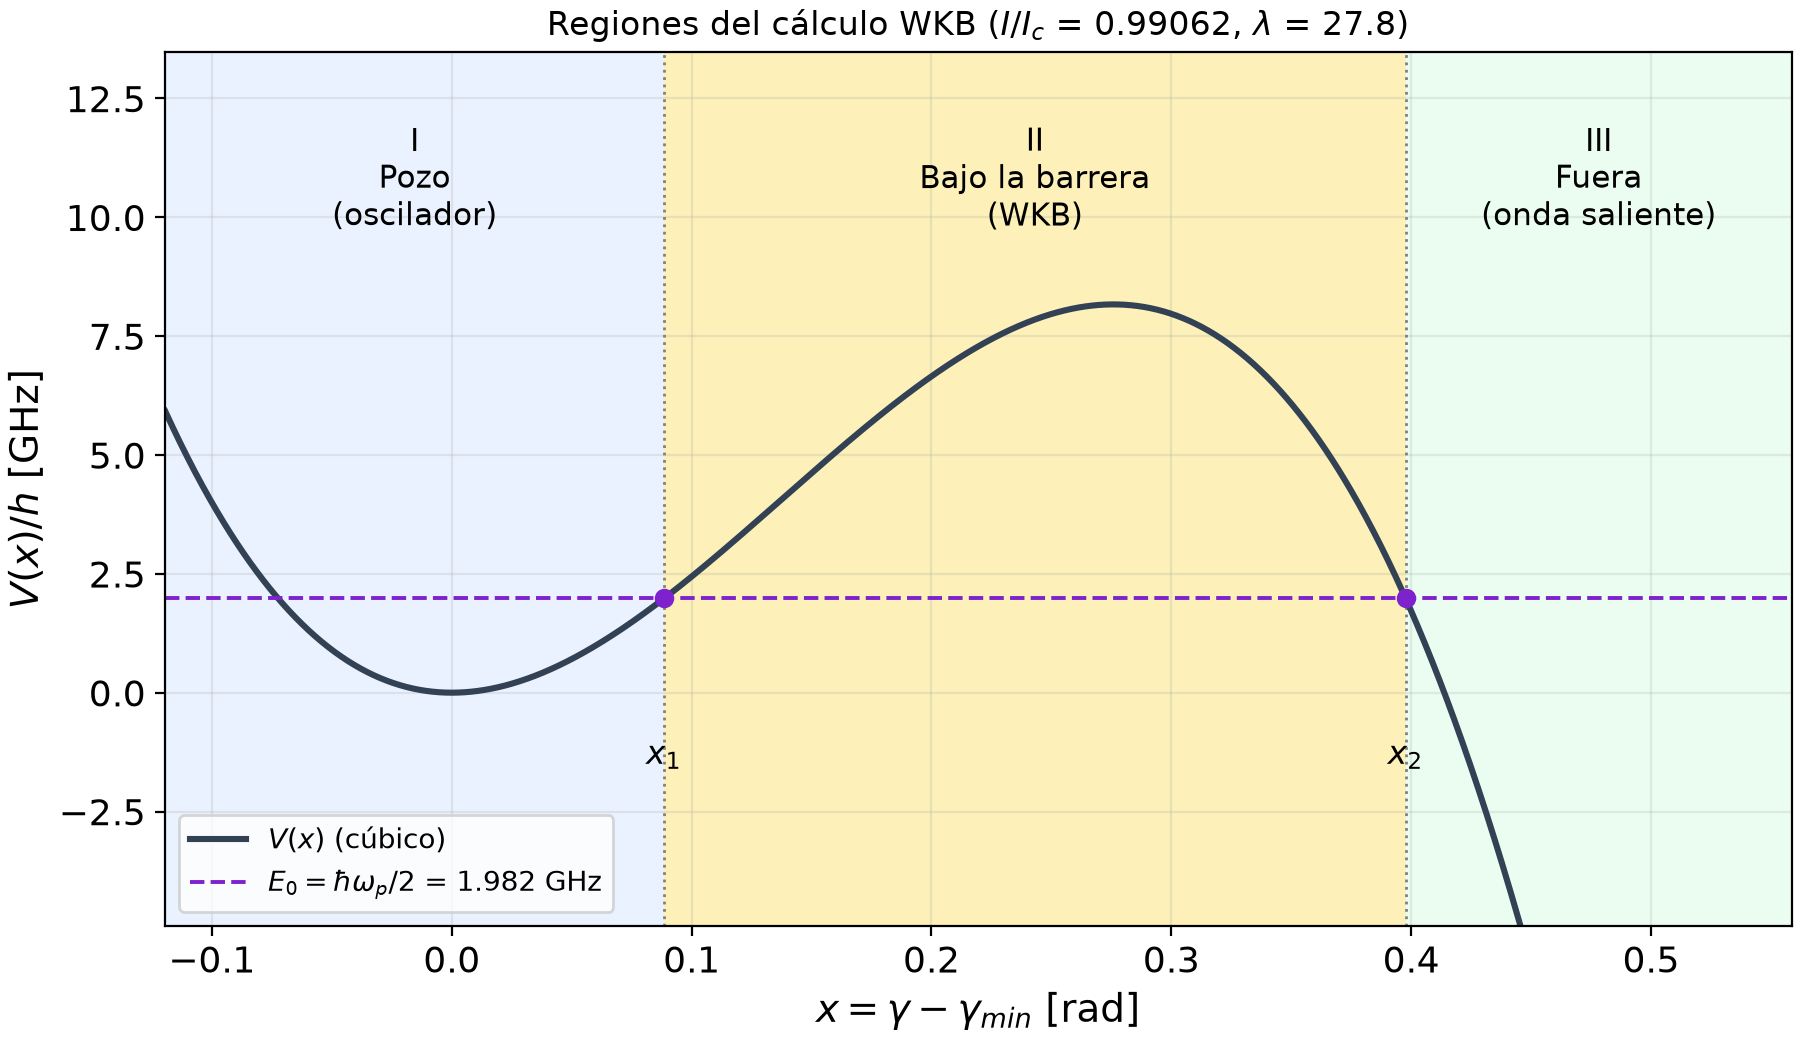 Regiones del cálculo WKB (I/I_c = 0.99062, λ = 27.8)
12.5
10.0
7.5
5.0
2.5
0.0
−2.5
V(x)/h [GHz]
I
Pozo
(oscilador)
II
Bajo la barrera
(WKB)
III
Fuera
(onda saliente)
x₁
x₂
V(x) (cúbico)
E₀ = ħω_p/2 = 1.982 GHz
−0.1
0.0
0.1
0.2
0.3
0.4
0.5
x = γ − γ_min [rad]